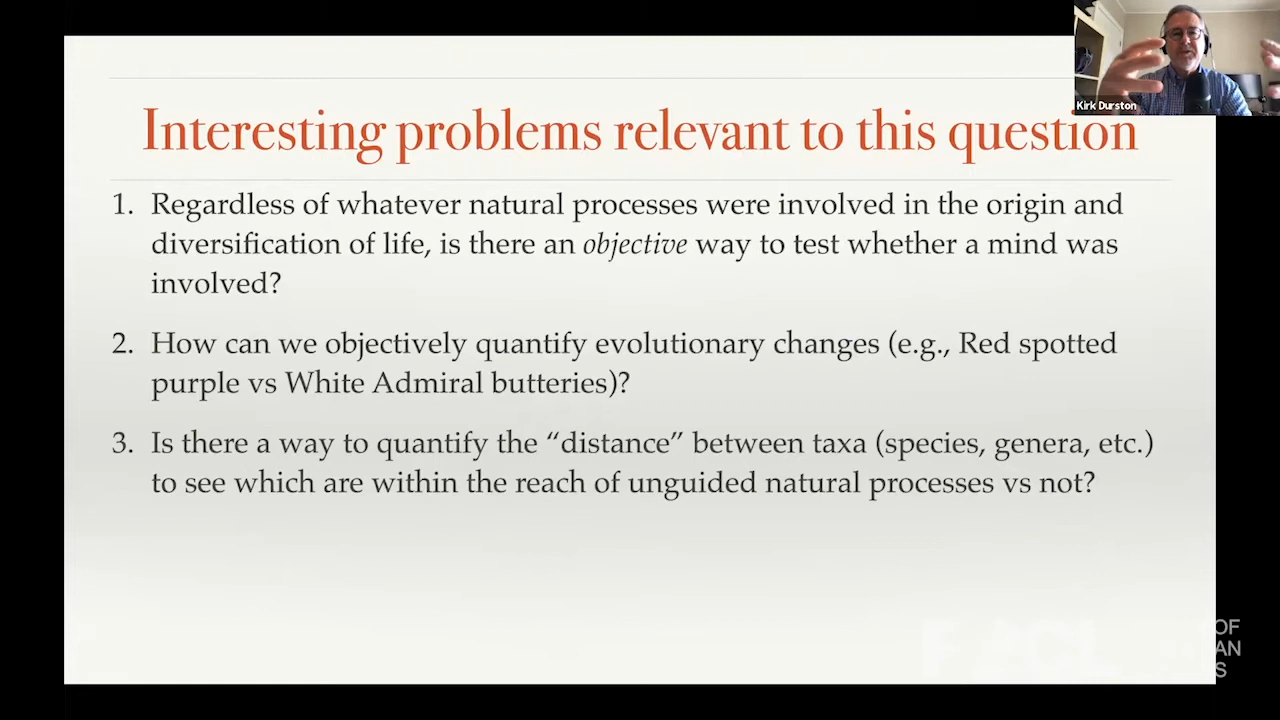 Kirk Durston
Interesting problems relevant to this question
1. Regardless of whatever natural processes were involved in the origin and
diversification of life, is there an objective way to test whether a mind was
involved?
2. How can we objectively quantify evolutionary changes (e.g., Red spotted
purple vs White Admiral butteries)?
3. Is there a way to quantify the “distance” between taxa (species, genera, etc.)
to see which are within the reach of unguided natural processes vs not?
OF